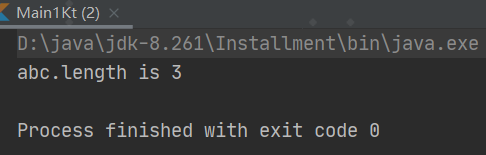 Main1Kt (2) ×
D:\java\jdk-8.261\Installment\bin\java.exe
abc.length is 3
Process finished with exit code 0